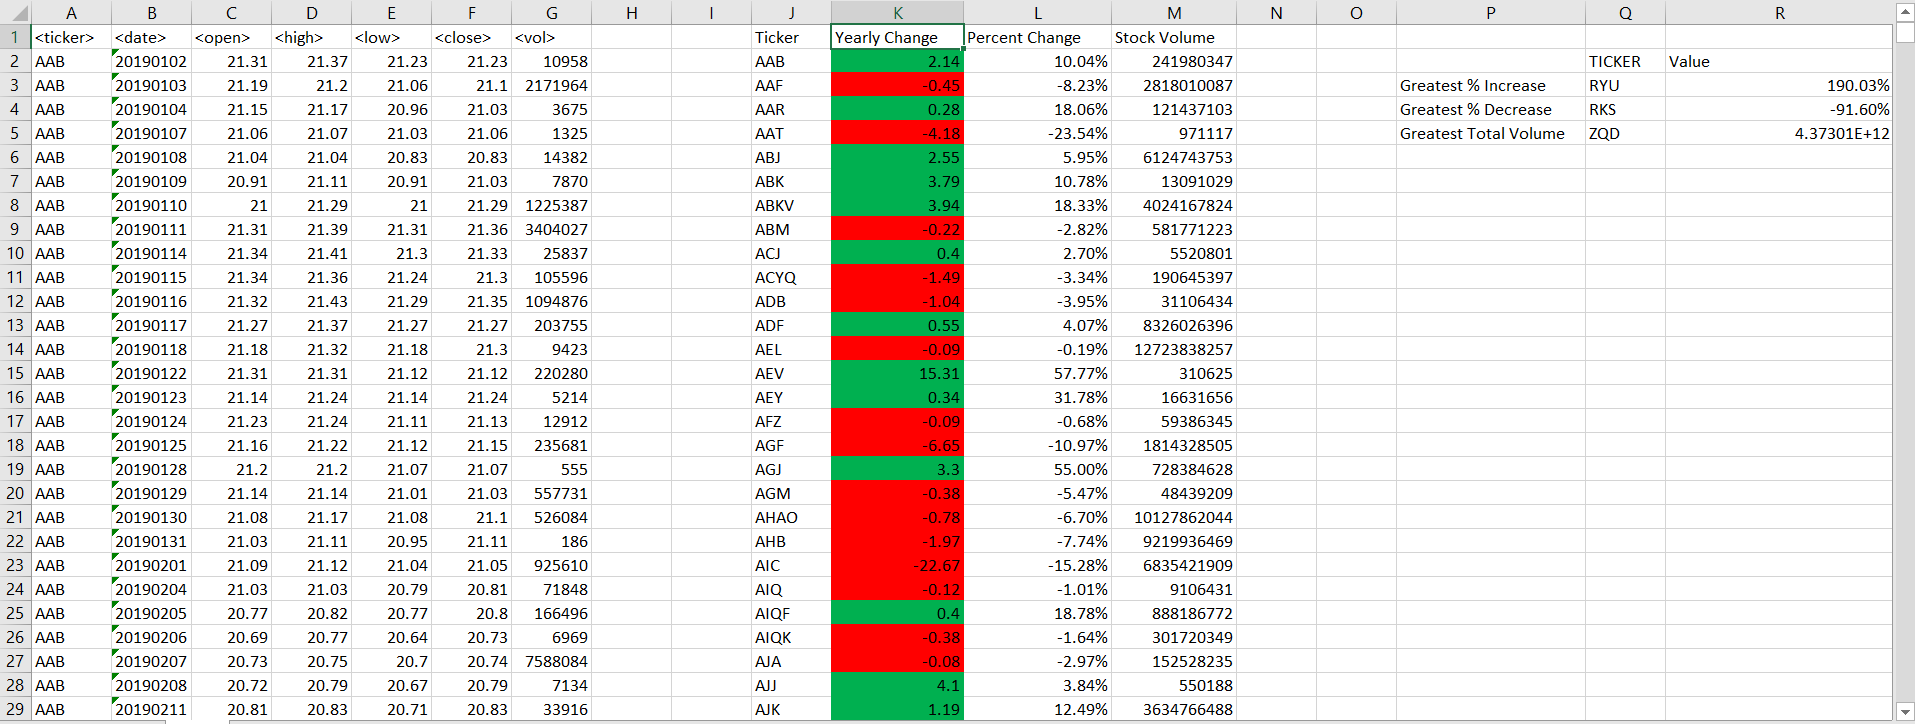 A B C D E F G H I J K L M N O P Q R
1 <ticker> <date> <open> <high> <low> <close> <vol> Ticker Yearly Change Percent Change Stock Volume
2 AAB 20190102 21.31 21.37 21.23 21.23 10958 AAB 2.14 10.04% 241980347 TICKER Value
3 AAB 20190103 21.19 21.2 21.06 21.1 2171964 AAF -0.45 -8.23% 2818010087 Greatest % Increase RYU 190.03%
4 AAB 20190104 21.15 21.17 20.96 21.03 3675 AAR 0.28 18.06% 121437103 Greatest % Decrease RKS -91.60%
5 AAB 20190107 21.06 21.07 21.03 21.06 1325 AAT -4.18 -23.54% 971117 Greatest Total Volume ZQD 4.37301E+12
6 AAB 20190108 21.04 21.04 20.83 20.83 14382 ABJ 2.55 5.95% 6124743753
7 AAB 20190109 20.91 21.11 20.91 21.03 7870 ABK 3.79 10.78% 13091029
8 AAB 20190110 21 21.29 21 21.29 1225387 ABKV 3.94 18.33% 4024167824
9 AAB 20190111 21.31 21.39 21.31 21.36 3404027 ABM -0.22 -2.82% 581771223
10 AAB 20190114 21.34 21.41 21.3 21.33 25837 ACJ 0.4 2.70% 5520801
11 AAB 20190115 21.34 21.36 21.24 21.3 105596 ACYQ -1.49 -3.34% 190645397
12 AAB 20190116 21.32 21.43 21.29 21.35 1094876 ADB -1.04 -3.95% 31106434
13 AAB 20190117 21.27 21.37 21.27 21.27 203755 ADF 0.55 4.07% 8326026396
14 AAB 20190118 21.18 21.32 21.18 21.3 9423 AEL -0.09 -0.19% 12723838257
15 AAB 20190122 21.31 21.31 21.12 21.12 220280 AEV 15.31 57.77% 310625
16 AAB 20190123 21.14 21.24 21.14 21.24 5214 AEY 0.34 31.78% 16631656
17 AAB 20190124 21.23 21.24 21.11 21.13 12912 AFZ -0.09 -0.68% 59386345
18 AAB 20190125 21.16 21.22 21.12 21.15 235681 AGF -6.65 -10.97% 1814328505
19 AAB 20190128 21.2 21.2 21.07 21.07 555 AGJ 3.3 55.00% 728384628
20 AAB 20190129 21.14 21.14 21.01 21.03 557731 AGM -0.38 -5.47% 48439209
21 AAB 20190130 21.08 21.17 21.08 21.1 526084 AHAO -0.78 -6.70% 10127862044
22 AAB 20190131 21.03 21.11 20.95 21.11 186 AHB -1.97 -7.74% 9219936469
23 AAB 20190201 21.09 21.12 21.04 21.05 925610 AIC -22.67 -15.28% 6835421909
24 AAB 20190204 21.03 21.03 20.79 20.81 71848 AIQ -0.12 -1.01% 9106431
25 AAB 20190205 20.77 20.82 20.77 20.8 166496 AIQF 0.4 18.78% 888186772
26 AAB 20190206 20.69 20.77 20.64 20.73 6969 AIQK -0.38 -1.64% 301720349
27 AAB 20190207 20.73 20.75 20.7 20.74 7588084 AJA -0.08 -2.97% 152528235
28 AAB 20190208 20.72 20.79 20.67 20.79 7134 AJJ 4.1 3.84% 550188
29 AAB 20190211 20.81 20.83 20.71 20.83 33916 AJK 1.19 12.49% 3634766488